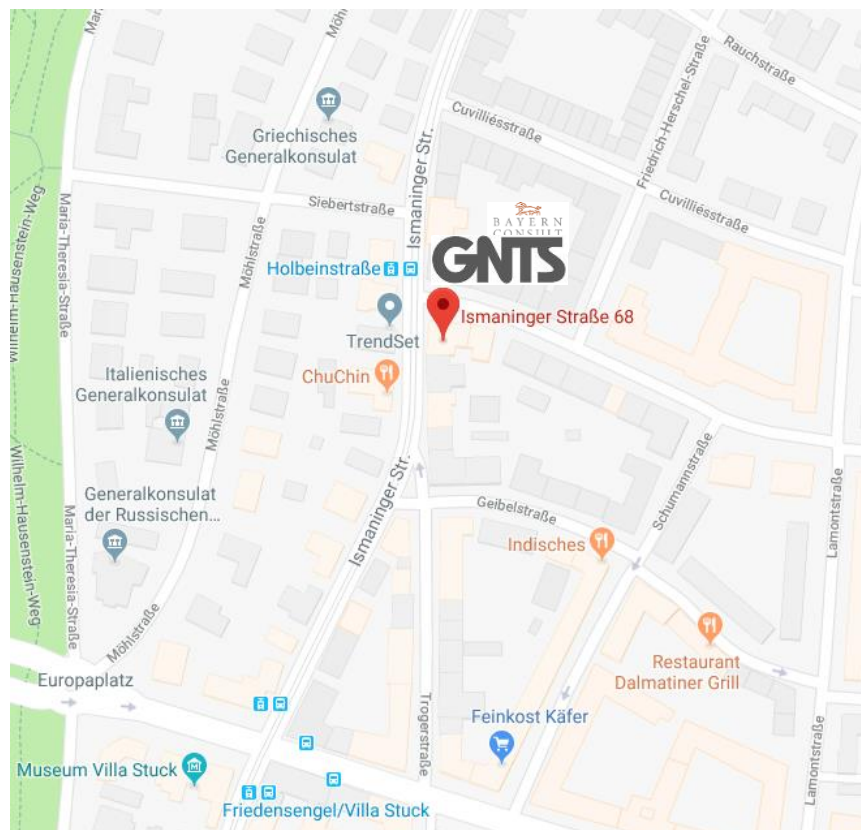 Mar
Möhl
Rauchstraße
Griechisches
Generalkonsulat
Ismaninger Str.
Cuvilliésstraße
Friedrich-Herschel-Straße
Cuvilliésstraße
Wilhelm-Hausenstein-Weg
Maria-Theresia-Straße
Möhlstraße
Siebertstraße
BAYERN
CONSULT
GNTS
Holbeinstraße
Ismaninger Straße 68
TrendSet
ChuChin
Italienisches
Generalkonsulat
Möhlstraße
Wilhelm-Hausenstein-Weg
Generalkonsulat
der Russischen...
Maria-Theresia-Straße
Ismaninger Str.
Geibelstraße
Schumannstraße
Lamontstraße
Indisches
Möhlstraße
Restaurant
Dalmatiner Grill
Europaplatz
Trogerstraße
Feinkost Käfer
Lamontstraße
Museum Villa Stuck
Friedensengel/Villa Stuck